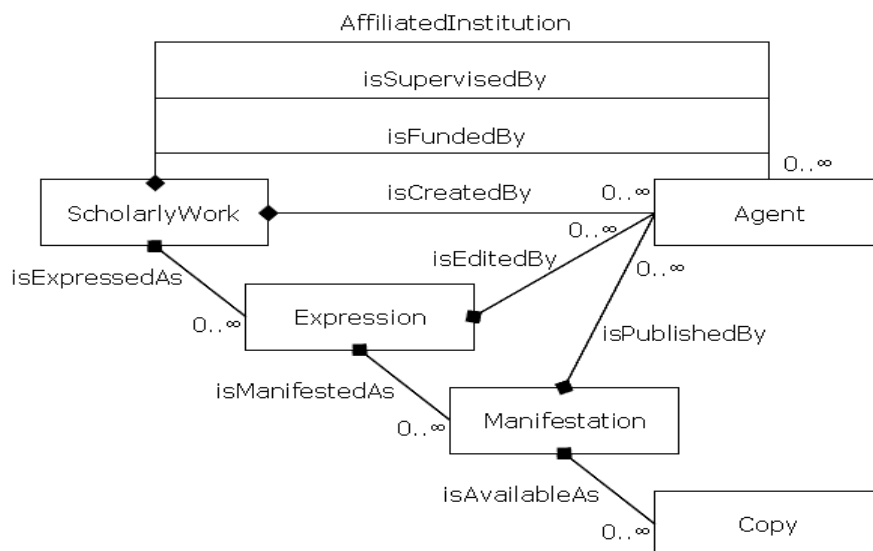 AffiliatedInstitution
isSupervisedBy
isFundedBy
0..∞
isCreatedBy
0..∞
ScholarlyWork
Agent
0..∞
isEditedBy
0..∞
isExpressedAs
0..∞
Expression
isPublishedBy
isManifestedAs
0..∞
Manifestation
isAvailableAs
0..∞
Copy